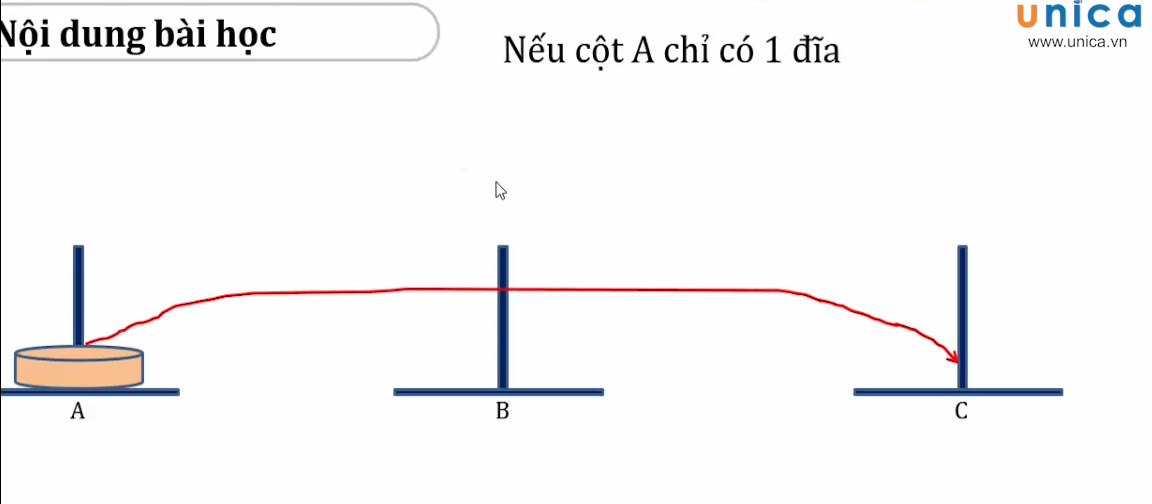 Nội dung bài học
Nếu cột A chỉ có 1 đĩa
unica
www.unica.vn
A
B
C